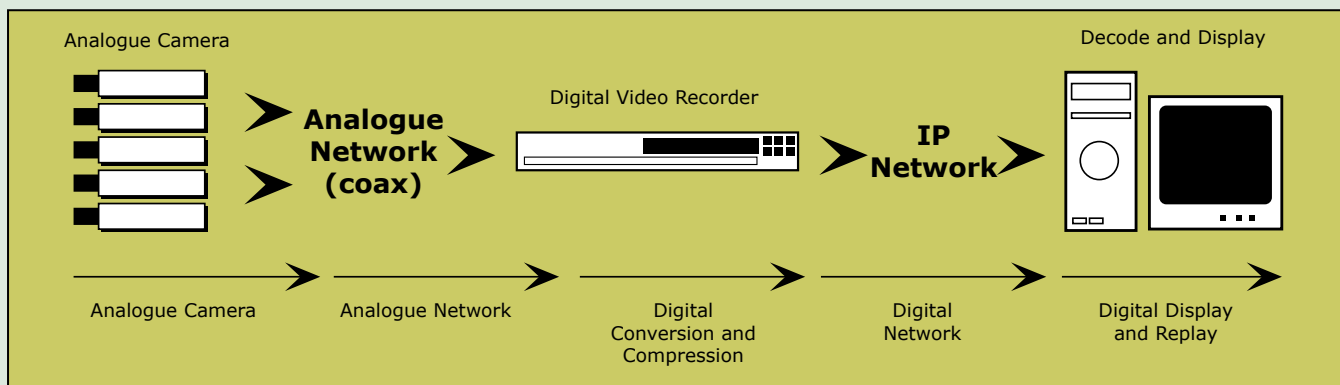 Analogue Camera
Decode and Display
Digital Video Recorder
Analogue
Network
(coax)
IP
Network
Analogue Camera
Analogue Network
Digital
Conversion and
Compression
Digital
Network
Digital Display
and Replay